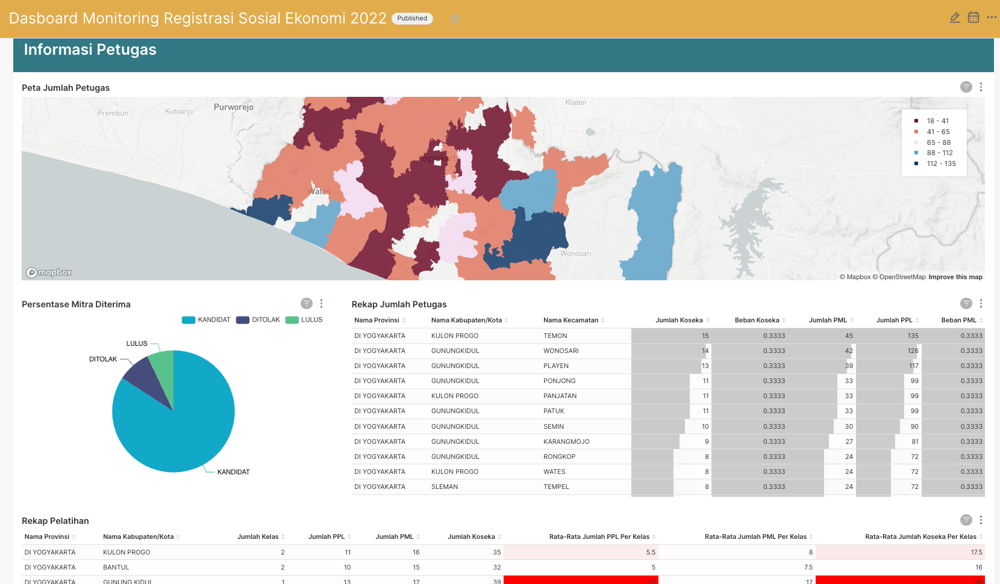 Dasboard Monitoring Registrasi Sosial Ekonomi 2022 Published
Informasi Petugas
Peta Jumlah Petugas
Prembun Kutoarjo Purworejo Klaten
Yogyakarta
Wates
Bantul
Wonosari
18 - 41
41 - 65
65 - 88
88 - 112
112 - 135
mapbox
© Mapbox © OpenStreetMap Improve this map
Persentase Mitra Diterima
KANDIDAT DITOLAK LULUS
LULUS
DITOLAK
KANDIDAT
Rekap Jumlah Petugas
Nama Provinsi Nama Kabupaten/Kota Nama Kecamatan Jumlah Koseka Beban Koseka Jumlah PML Jumlah PPL Beban PML
DI YOGYAKARTA KULON PROGO TEMON 15 0.3333 45 135 0.3333
DI YOGYAKARTA GUNUNGKIDUL WONOSARI 14 0.3333 42 126 0.3333
DI YOGYAKARTA GUNUNGKIDUL PLAYEN 13 0.3333 39 117 0.3333
DI YOGYAKARTA GUNUNGKIDUL PONJONG 11 0.3333 33 99 0.3333
DI YOGYAKARTA KULON PROGO PANJATAN 11 0.3333 33 99 0.3333
DI YOGYAKARTA GUNUNGKIDUL PATUK 11 0.3333 33 99 0.3333
DI YOGYAKARTA GUNUNGKIDUL SEMIN 10 0.3333 30 90 0.3333
DI YOGYAKARTA GUNUNGKIDUL KARANGMOJO 9 0.3333 27 81 0.3333
DI YOGYAKARTA GUNUNGKIDUL RONGKOP 8 0.3333 24 72 0.3333
DI YOGYAKARTA KULON PROGO WATES 8 0.3333 24 72 0.3333
DI YOGYAKARTA SLEMAN TEMPEL 8 0.3333 24 72 0.3333
Rekap Pelatihan
Nama Provinsi Nama Kabupaten/Kota Jumlah Kelas Jumlah PPL Jumlah PML Jumlah Koseka Rata-Rata Jumlah PPL Per Kelas Rata-Rata Jumlah PML Per Kelas Rata-Rata Jumlah Koseka Per Kelas
DI YOGYAKARTA KULON PROGO 2 11 16 35 5.5 8 17.5
DI YOGYAKARTA BANTUL 2 10 15 32 5 7.5 16
DI YOGYAKARTA GUNUNG KIDUL 1 13 17 39 13 17 39